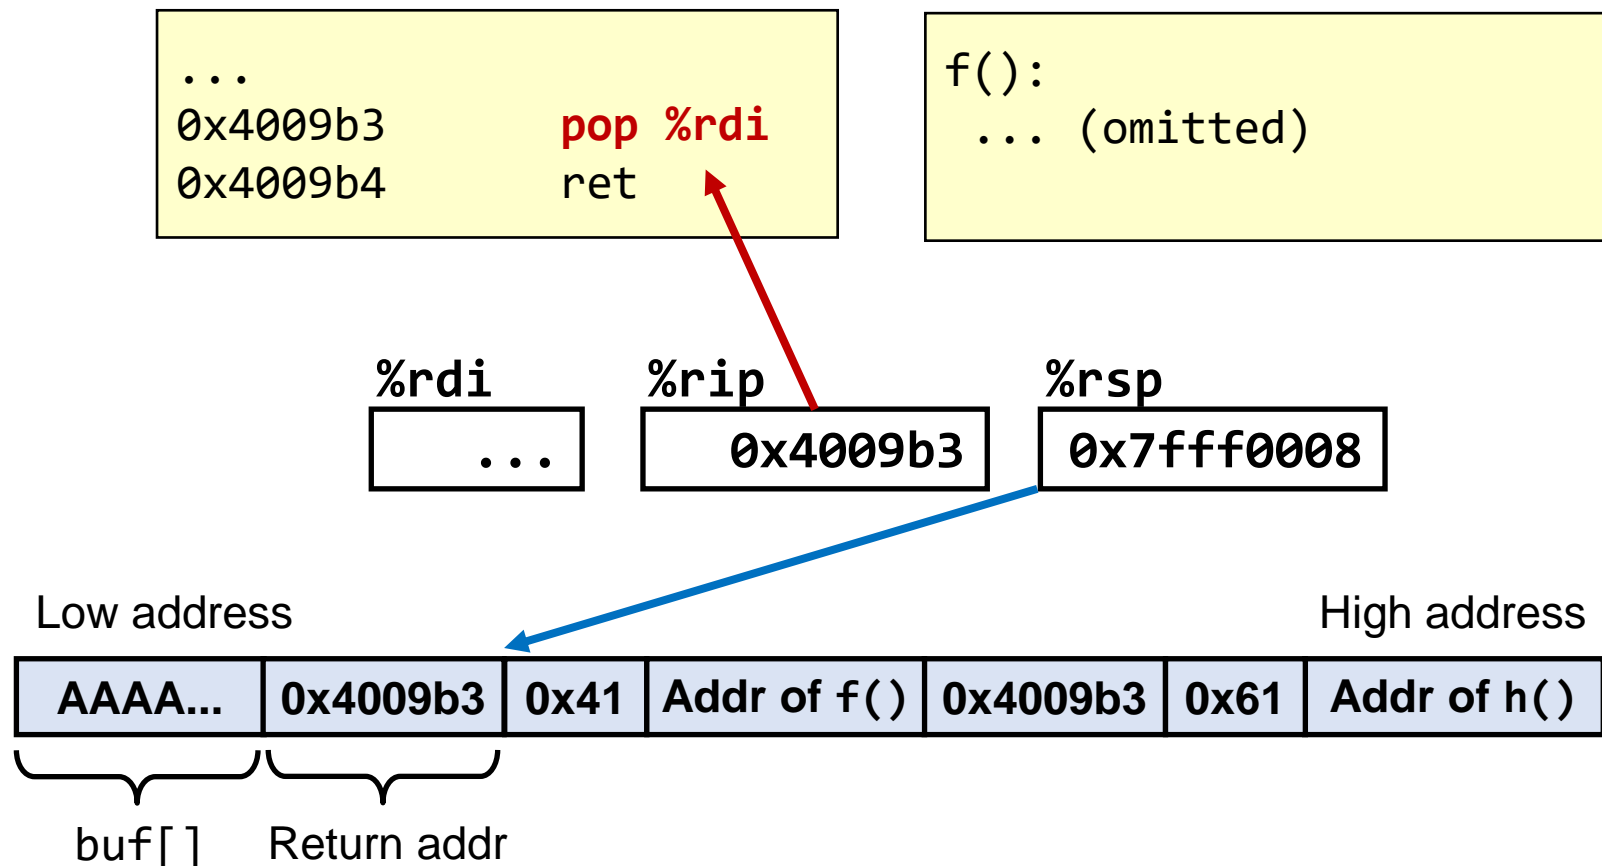 ...
0x4009b3 pop %rdi
0x4009b4 ret
f():
... (omitted)
%rdi %rip %rsp
... 0x4009b3 0x7fff0008
Low address High address
AAAA... 0x4009b3 0x41 Addr of f() 0x4009b3 0x61 Addr of h()
buf[] Return addr